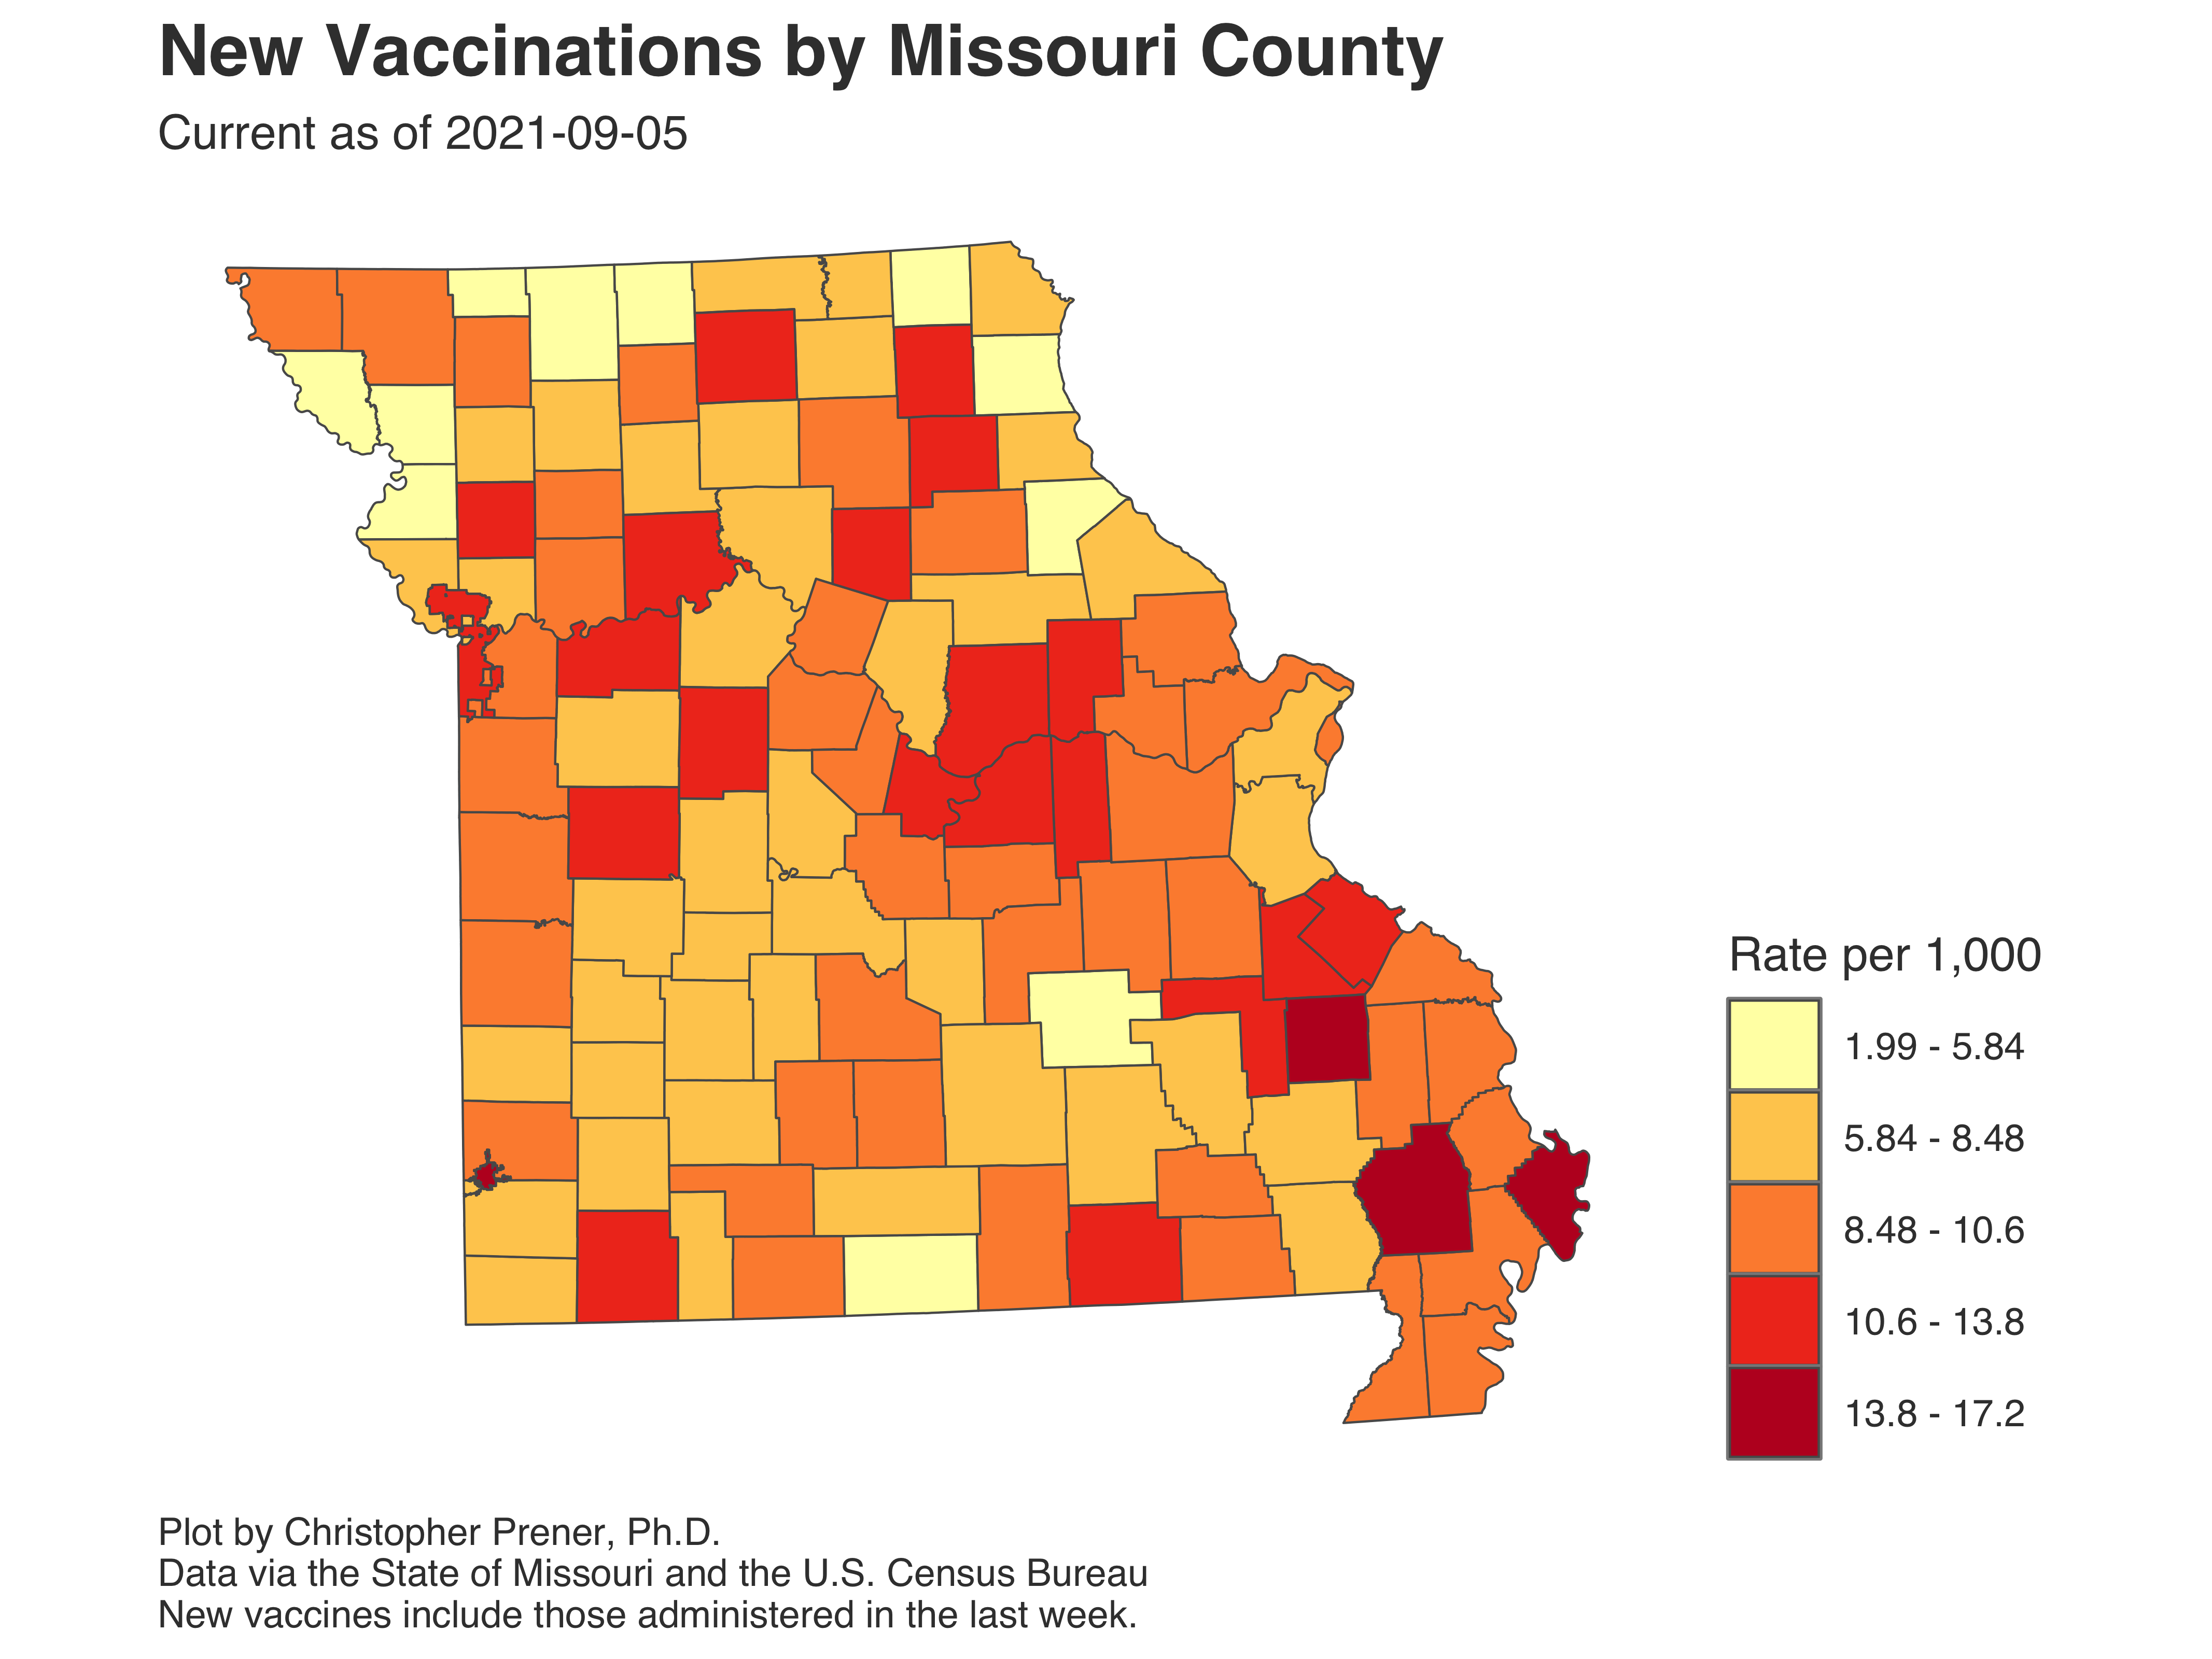 New Vaccinations by Missouri County
Current as of 2021-09-05
Rate per 1,000
1.99 - 5.84
5.84 - 8.48
8.48 - 10.6
10.6 - 13.8
13.8 - 17.2
Plot by Christopher Prener, Ph.D.
Data via the State of Missouri and the U.S. Census Bureau
New vaccines include those administered in the last week.